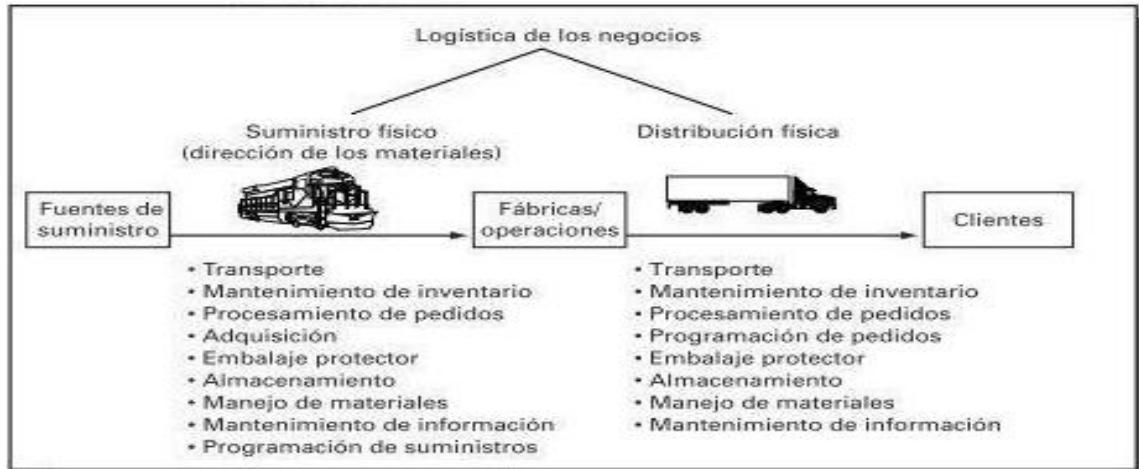 Logística de los negocios
Suministro físico
(dirección de los materiales)
Distribución física
Fuentes de
suministro
Fábricas/
operaciones
Clientes
• Transporte
• Mantenimiento de inventario
• Procesamiento de pedidos
• Adquisición
• Embalaje protector
• Almacenamiento
• Manejo de materiales
• Mantenimiento de información
• Programación de suministros
• Transporte
• Mantenimiento de inventario
• Procesamiento de pedidos
• Programación de pedidos
• Embalaje protector
• Almacenamiento
• Manejo de materiales
• Mantenimiento de información